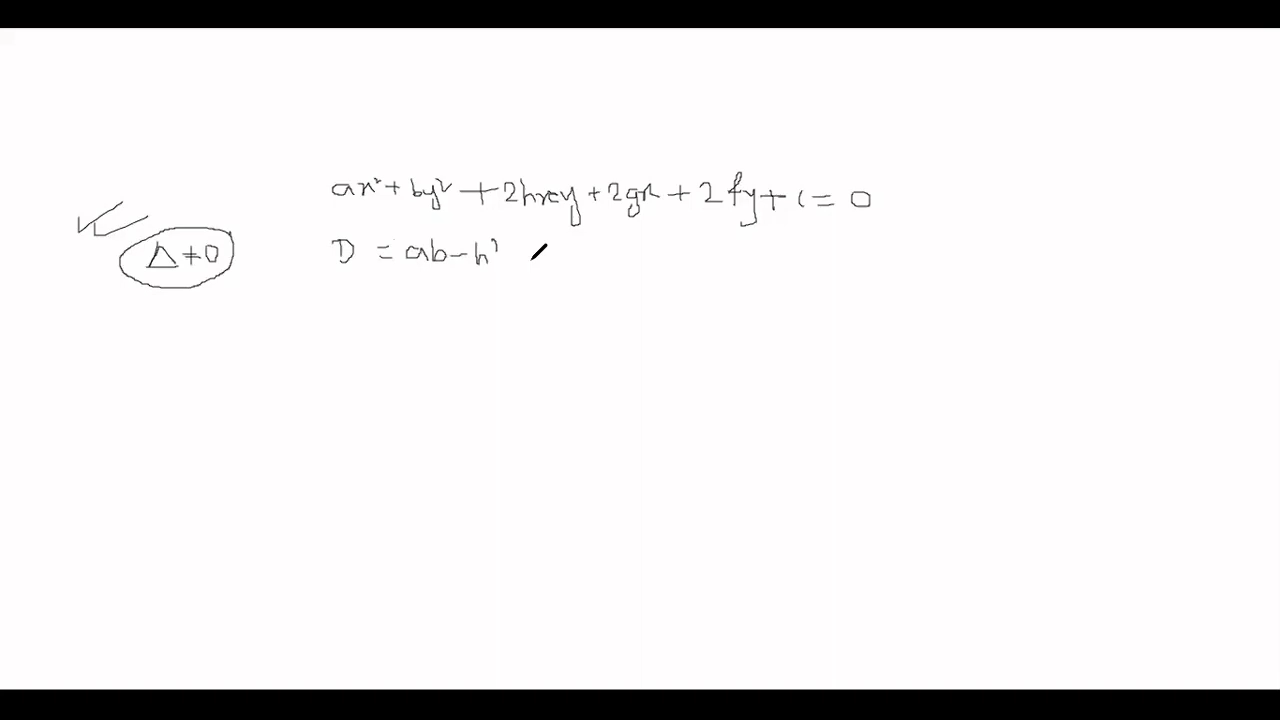 ax² + by² + 2hxy + 2gx + 2fy + c = 0
Δ ≠ 0
D = ab - h²